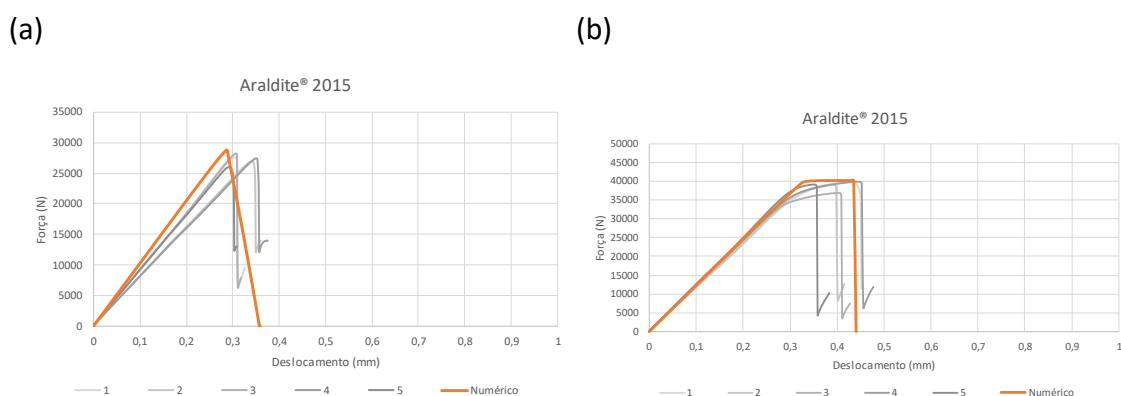 (a)
Araldite® 2015
Força (N)
35000
30000
25000
20000
15000
10000
5000
0
0 0,1 0,2 0,3 0,4 0,5 0,6 0,7 0,8 0,9 1
Deslocamento (mm)
1 2 3 4 5 Numérico
(b)
Araldite® 2015
Força (N)
50000
45000
40000
35000
30000
25000
20000
15000
10000
5000
0
0 0,1 0,2 0,3 0,4 0,5 0,6 0,7 0,8 0,9 1
Deslocamento (mm)
1 2 3 4 5 Numérico